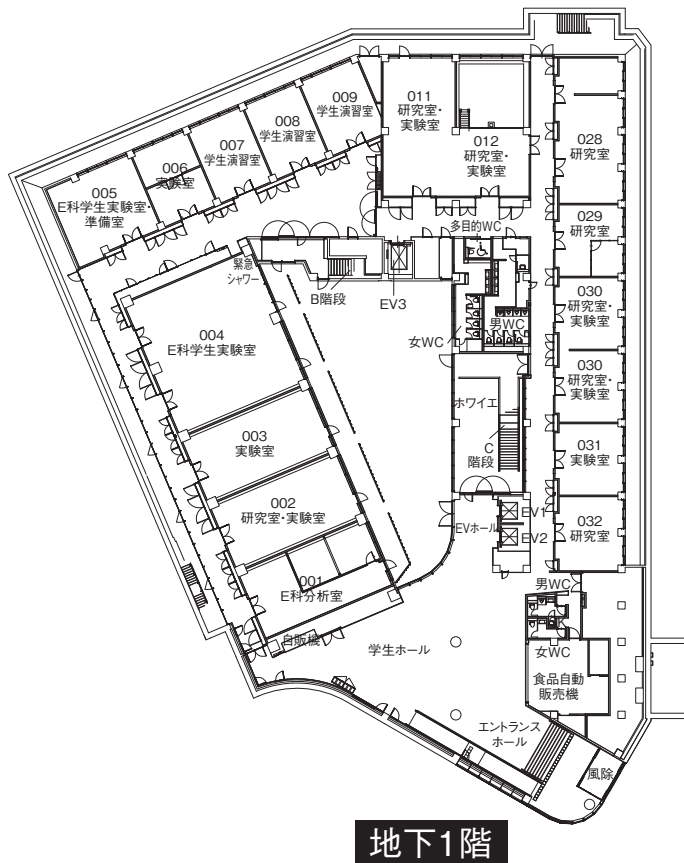 009
学生演習室
008
学生演習室
007
学生演習室
006
実験室
005
E科学生実験室・
準備室
011
研究室・
実験室
012
研究室・
実験室
028
研究室
029
研究室
030
研究室・
実験室
030
研究室・
実験室
031
実験室
032
研究室
多目的WC
緊急
シャワー
B階段
EV3
女WC
男WC
004
E科学生実験室
003
実験室
002
研究室・実験室
001
E科分析室
ホワイエ
C
階段
EVホール
EV1
EV2
男WC
女WC
食品自動
販売機
自販機
学生ホール
エントランス
ホール
風除
地下1階